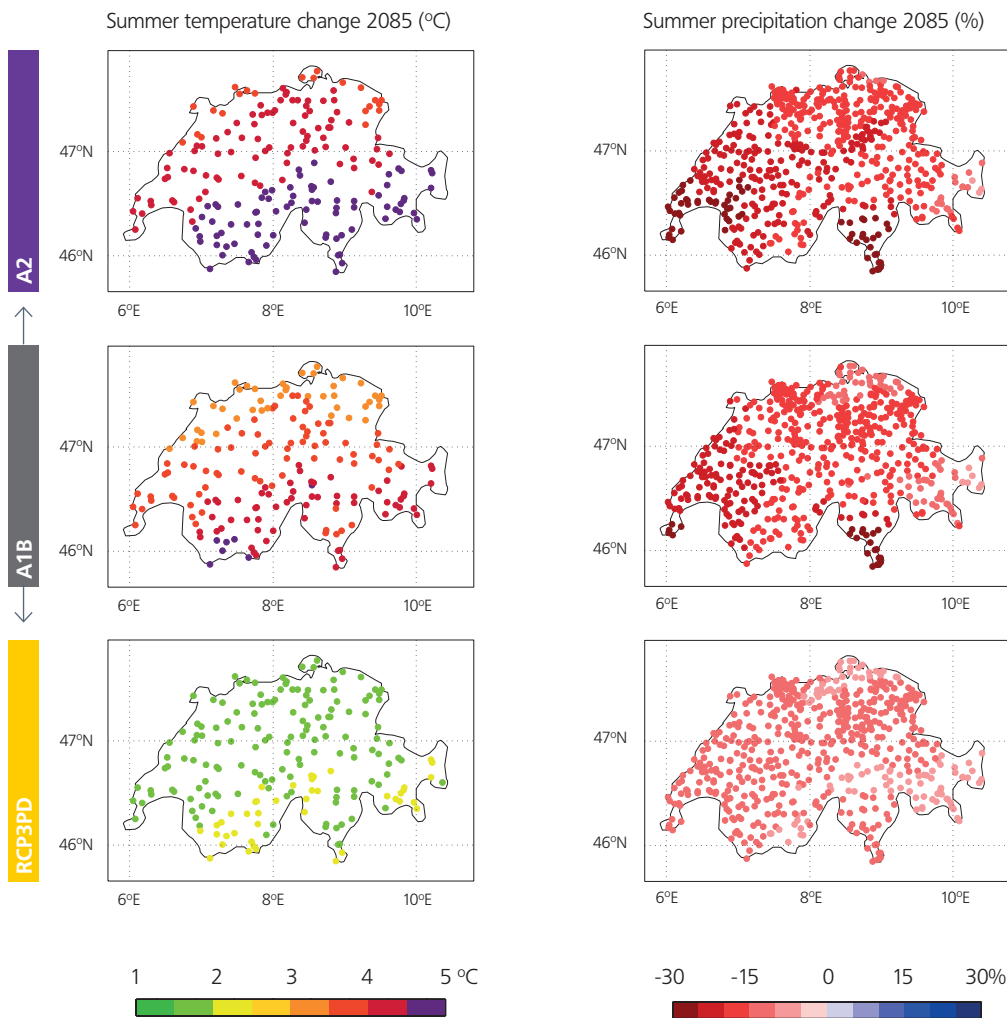 Summer temperature change 2085 (ºC)
Summer precipitation change 2085 (%)
A2
47ºN
46ºN
6ºE
8ºE
10ºE
47ºN
46ºN
6ºE
8ºE
10ºE
A1B
47ºN
46ºN
6ºE
8ºE
10ºE
47ºN
46ºN
6ºE
8ºE
10ºE
RCP3PD
47ºN
46ºN
6ºE
8ºE
10ºE
47ºN
46ºN
6ºE
8ºE
10ºE
1 2 3 4 5 ºC
-30 -15 0 15 30%